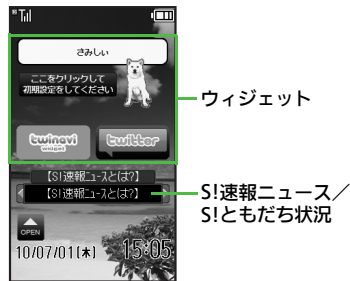 さみしい
ここをクリックして
初期設定をしてください
twinavi
widget
twitter
ウィジェット
【S!速報ニュースとは?】
【S!速報ニュースとは?】
S!速報ニュース／
S!ともだち状況
OPEN
10/07/01(木)
15:05